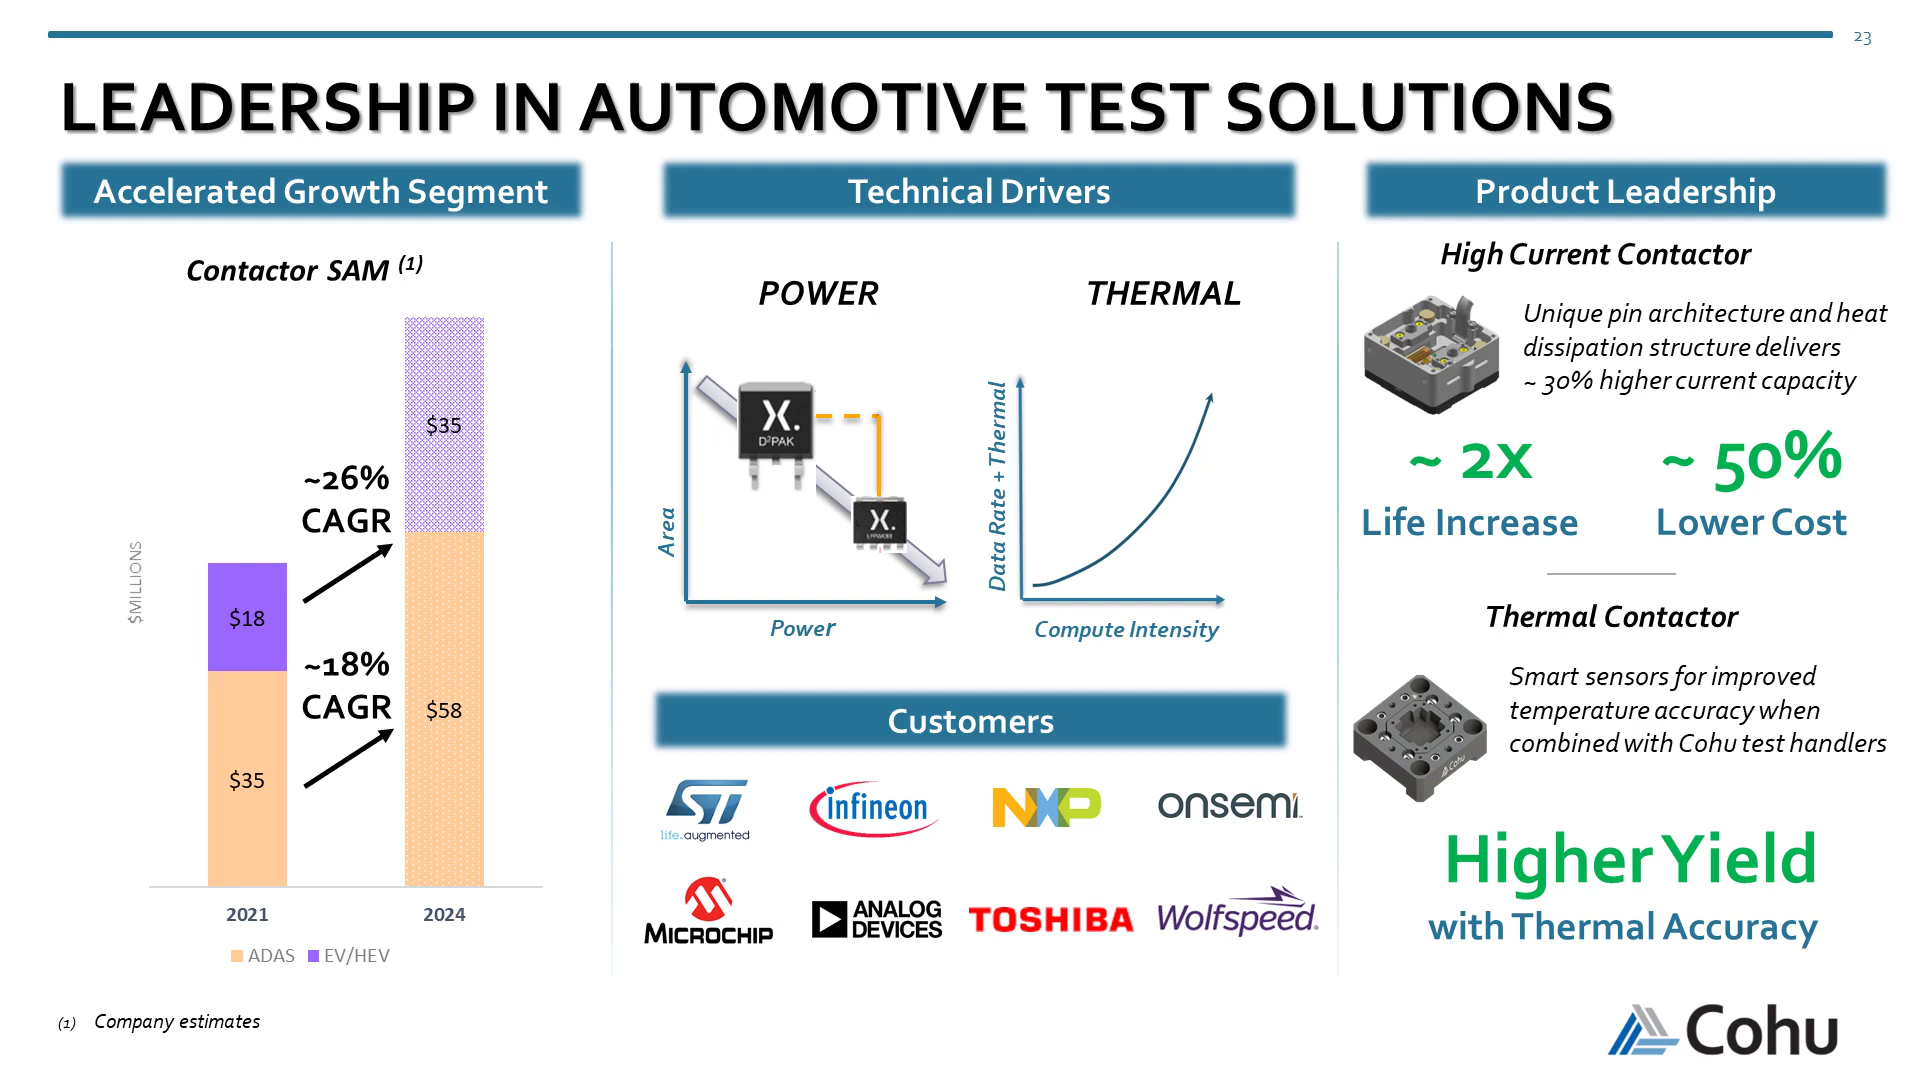 23
LEADERSHIP IN AUTOMOTIVE TEST SOLUTIONS
Accelerated Growth Segment
Contactor SAM (1)
$MILLIONS
$35
~26%
CAGR
$18
~18%
CAGR
$58
$35
2021
2024
ADAS
EV/HEV
(1) Company estimates
Technical Drivers
POWER
THERMAL
Area
Power
X.
D²PAK
X.
Data Rate + Thermal
Compute Intensity
Customers
ST
life.augmented
infineon
NXP
onsemi
MICROCHIP
ANALOG
DEVICES
TOSHIBA
Wolfspeed.
Product Leadership
High Current Contactor
Unique pin architecture and heat
dissipation structure delivers
~ 30% higher current capacity
~ 2x
Life Increase
~ 50%
Lower Cost
Thermal Contactor
Smart sensors for improved
temperature accuracy when
combined with Cohu test handlers
Cohu
Higher Yield
with Thermal Accuracy
Cohu